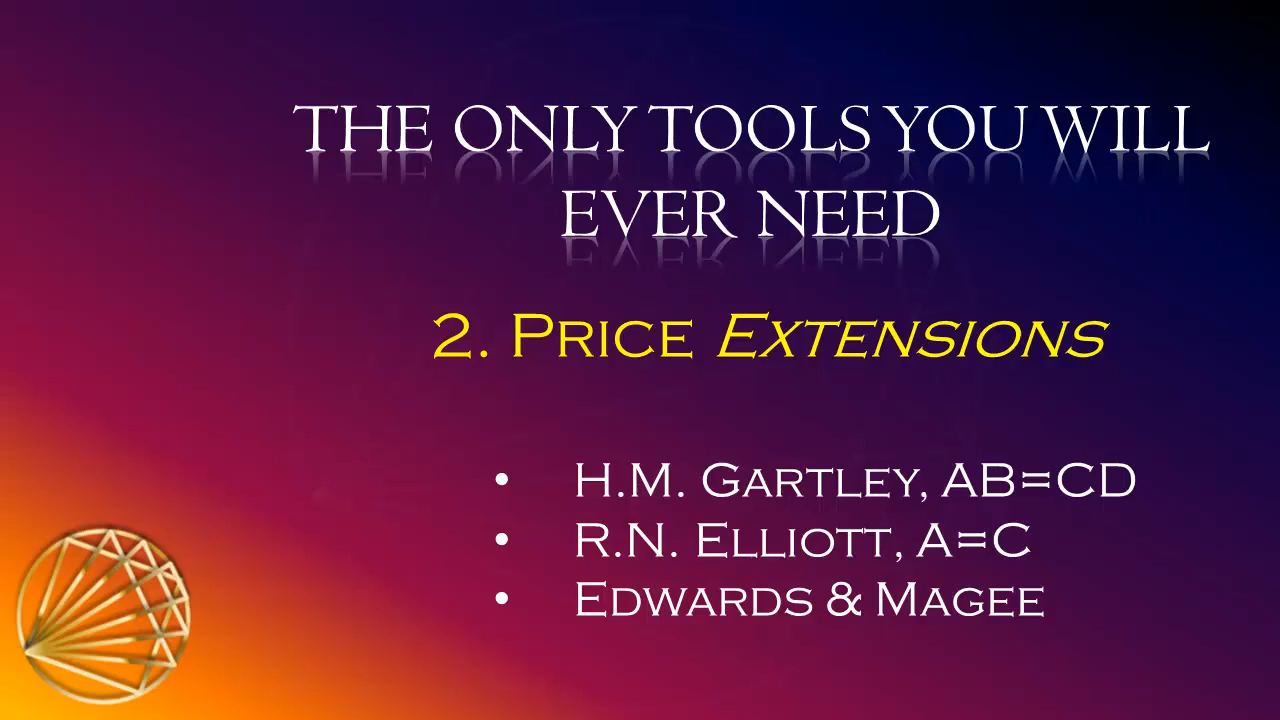 THE ONLY TOOLS YOU WILL
EVER NEED
2. PRICE EXTENSIONS
• H.M. GARTLEY, AB=CD
• R.N. ELLIOTT, A=C
• EDWARDS & MAGEE